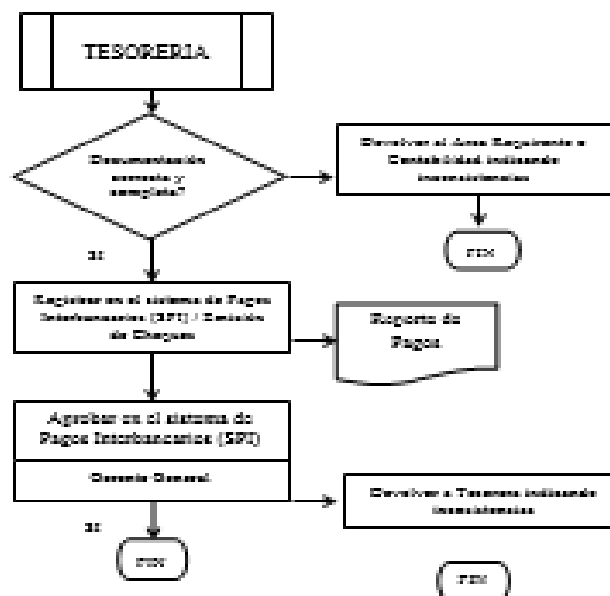 TESORERIA
Documentación
correcta y
completa?
Devolver al Area Requirente o
Contabilidad indicando
inconsistencias
FIN
SI
Registrar en el sistema de Pagos
Interbancarios (SPI) / Emisión
de Cheques
Reporte de
Pagos
Aprobar en el sistema de
Pagos Interbancarios (SPI)
Gerente General
Devolver a Tesorera indicando
inconsistencias
SI
FIN
FIN